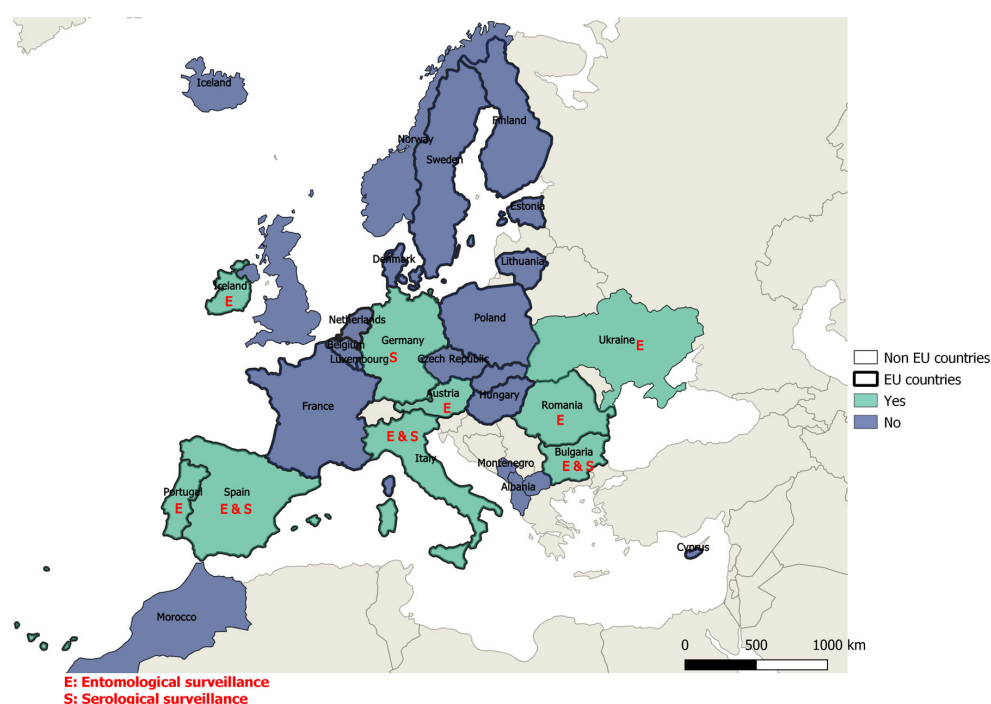 Iceland
Norway
Finland
Sweden
Estonia
Denmark
Lithuania
Ireland
E
Netherlands
Poland
Germany
Belgium
S
Luxembourg
Czech Republic
Ukraine
E
Non EU countries
EU countries
Yes
No
France
Austria
E
Hungary
Romania
E
E & S
Italy
Bulgaria
E & S
Montenegro
Albania
Portugal
E
Spain
E & S
Cyprus
Morocco
0 500 1000 km
E: Entomological surveillance
S: Serological surveillance